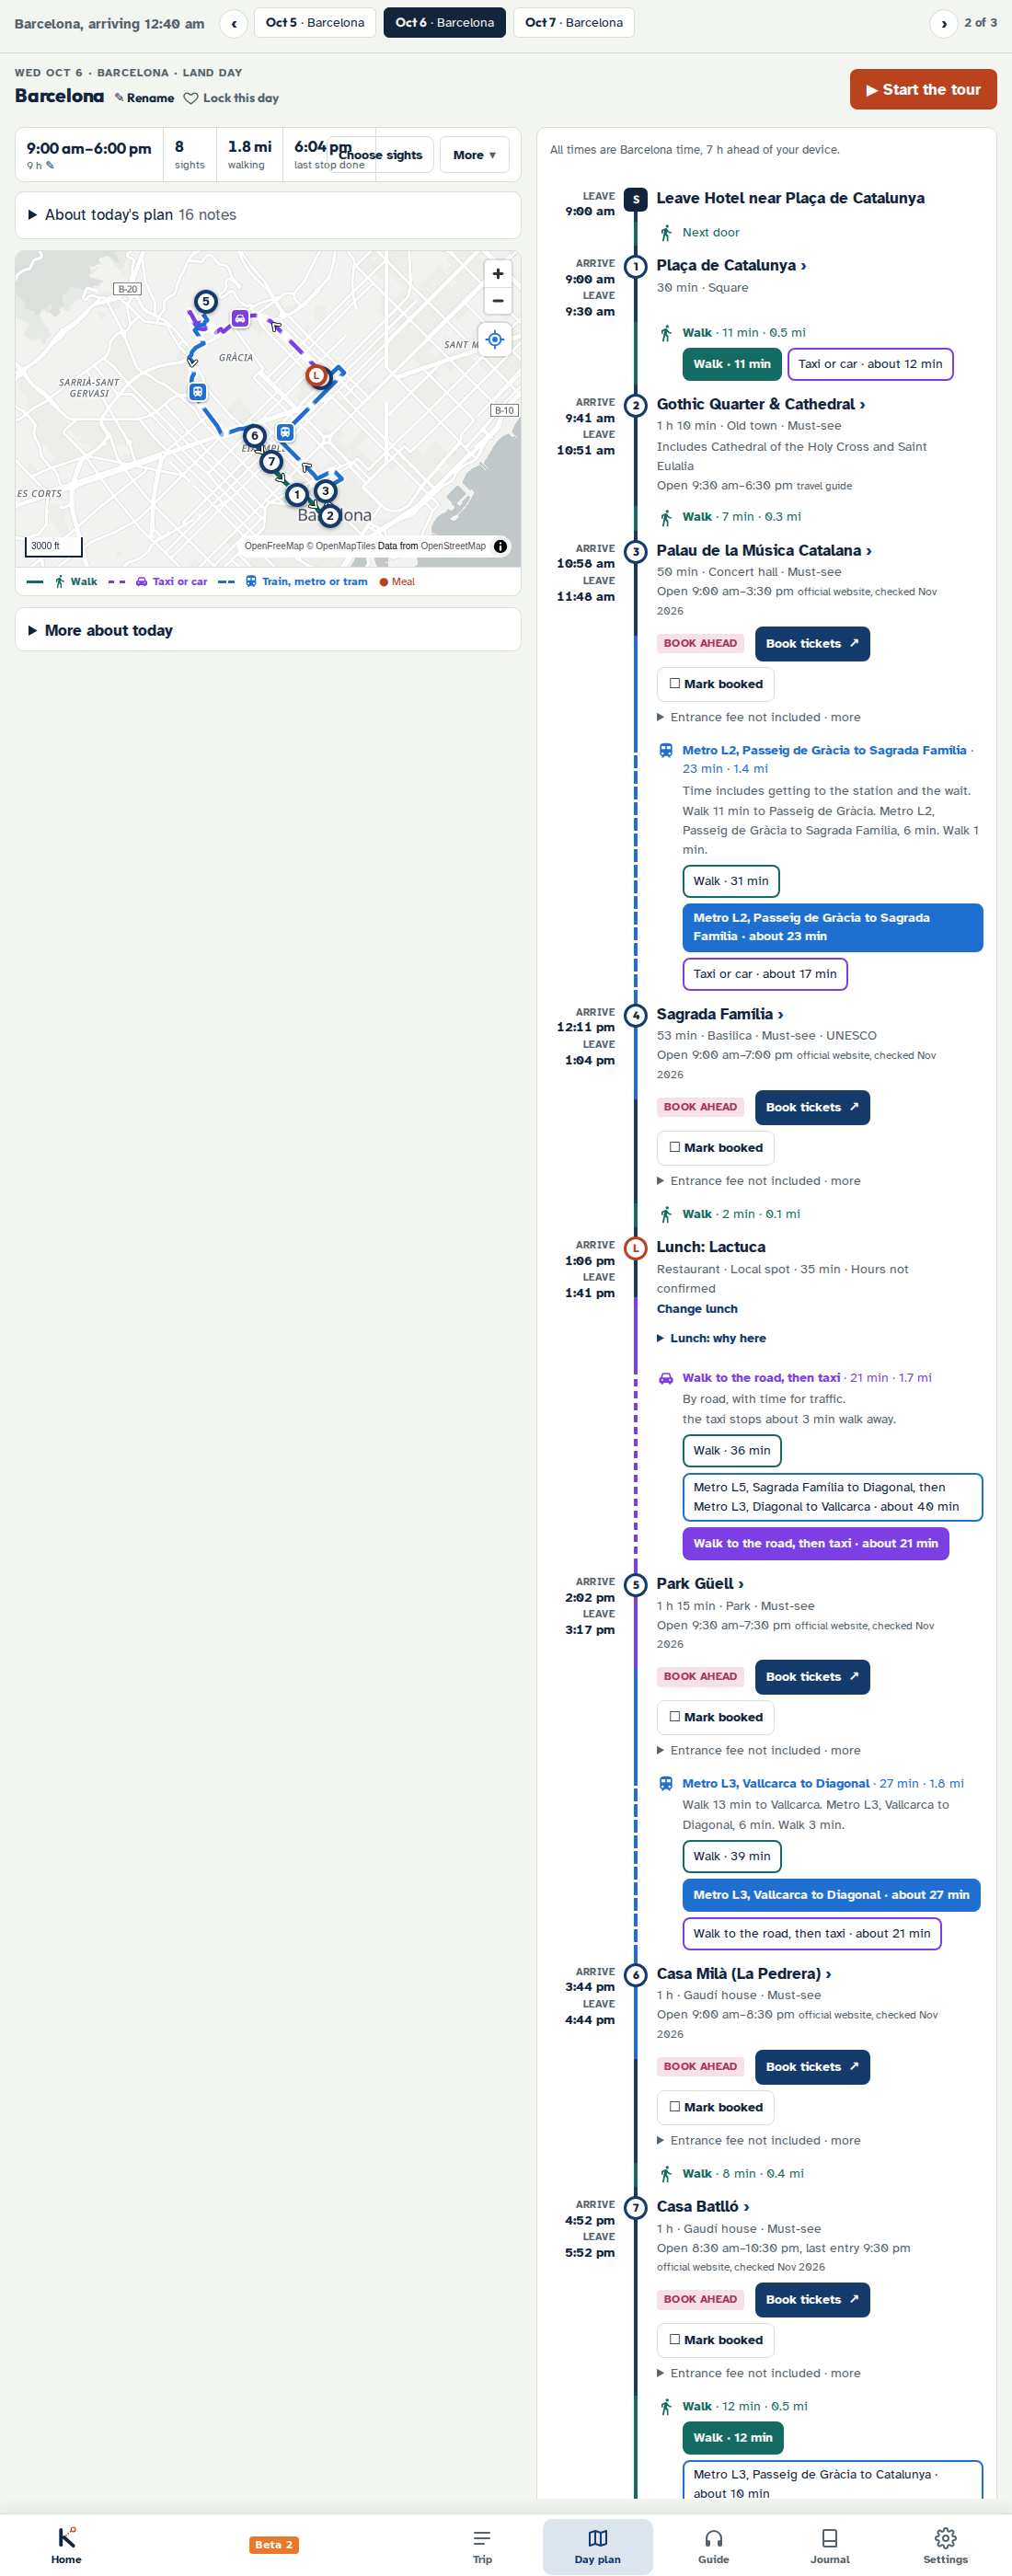 Barcelona, arriving 12:40 am
‹
Oct 5 · Barcelona
Oct 6 · Barcelona
Oct 7 · Barcelona
›
2 of 3
WED OCT 6 · BARCELONA · LAND DAY
Barcelona
✎ Rename
Lock this day
▶ Start the tour
9:00 am–6:00 pm
9 h ✎
8
sights
1.8 mi
walking
6:04 pm
last stop done
Choose sights
More ▾
▶ About today's plan 16 notes
B-20
5
GRÀCIA
SANT M
SARRIÀ-SANT
GERVASI
L
B-10
6
7
ES CORTS
1
3
2
3000 ft
OpenFreeMap © OpenMapTiles Data from OpenStreetMap
Walk
Taxi or car
Train, metro or tram
Meal
▶ More about today
All times are Barcelona time, 7 h ahead of your device.
LEAVE
9:00 am
S
Leave Hotel near Plaça de Catalunya
Next door
ARRIVE
9:00 am
LEAVE
9:30 am
1
Plaça de Catalunya ›
30 min · Square
Walk · 11 min · 0.5 mi
Walk · 11 min
Taxi or car · about 12 min
ARRIVE
9:41 am
LEAVE
10:51 am
2
Gothic Quarter & Cathedral ›
1 h 10 min · Old town · Must-see
Includes Cathedral of the Holy Cross and Saint
Eulalia
Open 9:30 am–6:30 pm travel guide
Walk · 7 min · 0.3 mi
ARRIVE
10:58 am
LEAVE
11:48 am
3
Palau de la Música Catalana ›
50 min · Concert hall · Must-see
Open 9:00 am–3:30 pm official website, checked Nov
2026
BOOK AHEAD
Book tickets ↗
☐ Mark booked
▶ Entrance fee not included · more
Metro L2, Passeig de Gràcia to Sagrada Família ·
23 min · 1.4 mi
Time includes getting to the station and the wait.
Walk 11 min to Passeig de Gràcia. Metro L2,
Passeig de Gràcia to Sagrada Família, 6 min. Walk 1
min.
Walk · 31 min
Metro L2, Passeig de Gràcia to Sagrada
Família · about 23 min
Taxi or car · about 17 min
ARRIVE
12:11 pm
LEAVE
1:04 pm
4
Sagrada Família ›
53 min · Basilica · Must-see · UNESCO
Open 9:00 am–7:00 pm official website, checked Nov
2026
BOOK AHEAD
Book tickets ↗
☐ Mark booked
▶ Entrance fee not included · more
Walk · 2 min · 0.1 mi
ARRIVE
1:06 pm
LEAVE
1:41 pm
L
Lunch: Lactuca
Restaurant · Local spot · 35 min · Hours not
confirmed
Change lunch
▶ Lunch: why here
Walk to the road, then taxi · 21 min · 1.7 mi
By road, with time for traffic.
the taxi stops about 3 min walk away.
Walk · 36 min
Metro L5, Sagrada Família to Diagonal, then
Metro L3, Diagonal to Vallcarca · about 40 min
Walk to the road, then taxi · about 21 min
ARRIVE
2:02 pm
LEAVE
3:17 pm
5
Park Güell ›
1 h 15 min · Park · Must-see
Open 9:30 am–7:30 pm official website, checked Nov
2026
BOOK AHEAD
Book tickets ↗
☐ Mark booked
▶ Entrance fee not included · more
Metro L3, Vallcarca to Diagonal · 27 min · 1.8 mi
Walk 13 min to Vallcarca. Metro L3, Vallcarca to
Diagonal, 6 min. Walk 3 min.
Walk · 39 min
Metro L3, Vallcarca to Diagonal · about 27 min
Walk to the road, then taxi · about 21 min
ARRIVE
3:44 pm
LEAVE
4:44 pm
6
Casa Milà (La Pedrera) ›
1 h · Gaudí house · Must-see
Open 9:00 am–8:30 pm official website, checked Nov
2026
BOOK AHEAD
Book tickets ↗
☐ Mark booked
▶ Entrance fee not included · more
Walk · 8 min · 0.4 mi
ARRIVE
4:52 pm
LEAVE
5:52 pm
7
Casa Batlló ›
1 h · Gaudí house · Must-see
Open 8:30 am–10:30 pm, last entry 9:30 pm
official website, checked Nov 2026
BOOK AHEAD
Book tickets ↗
☐ Mark booked
▶ Entrance fee not included · more
Walk · 12 min · 0.5 mi
Walk · 12 min
Metro L3, Passeig de Gràcia to Catalunya ·
about 10 min
Home
Beta 2
Trip
Day plan
Guide
Journal
Settings